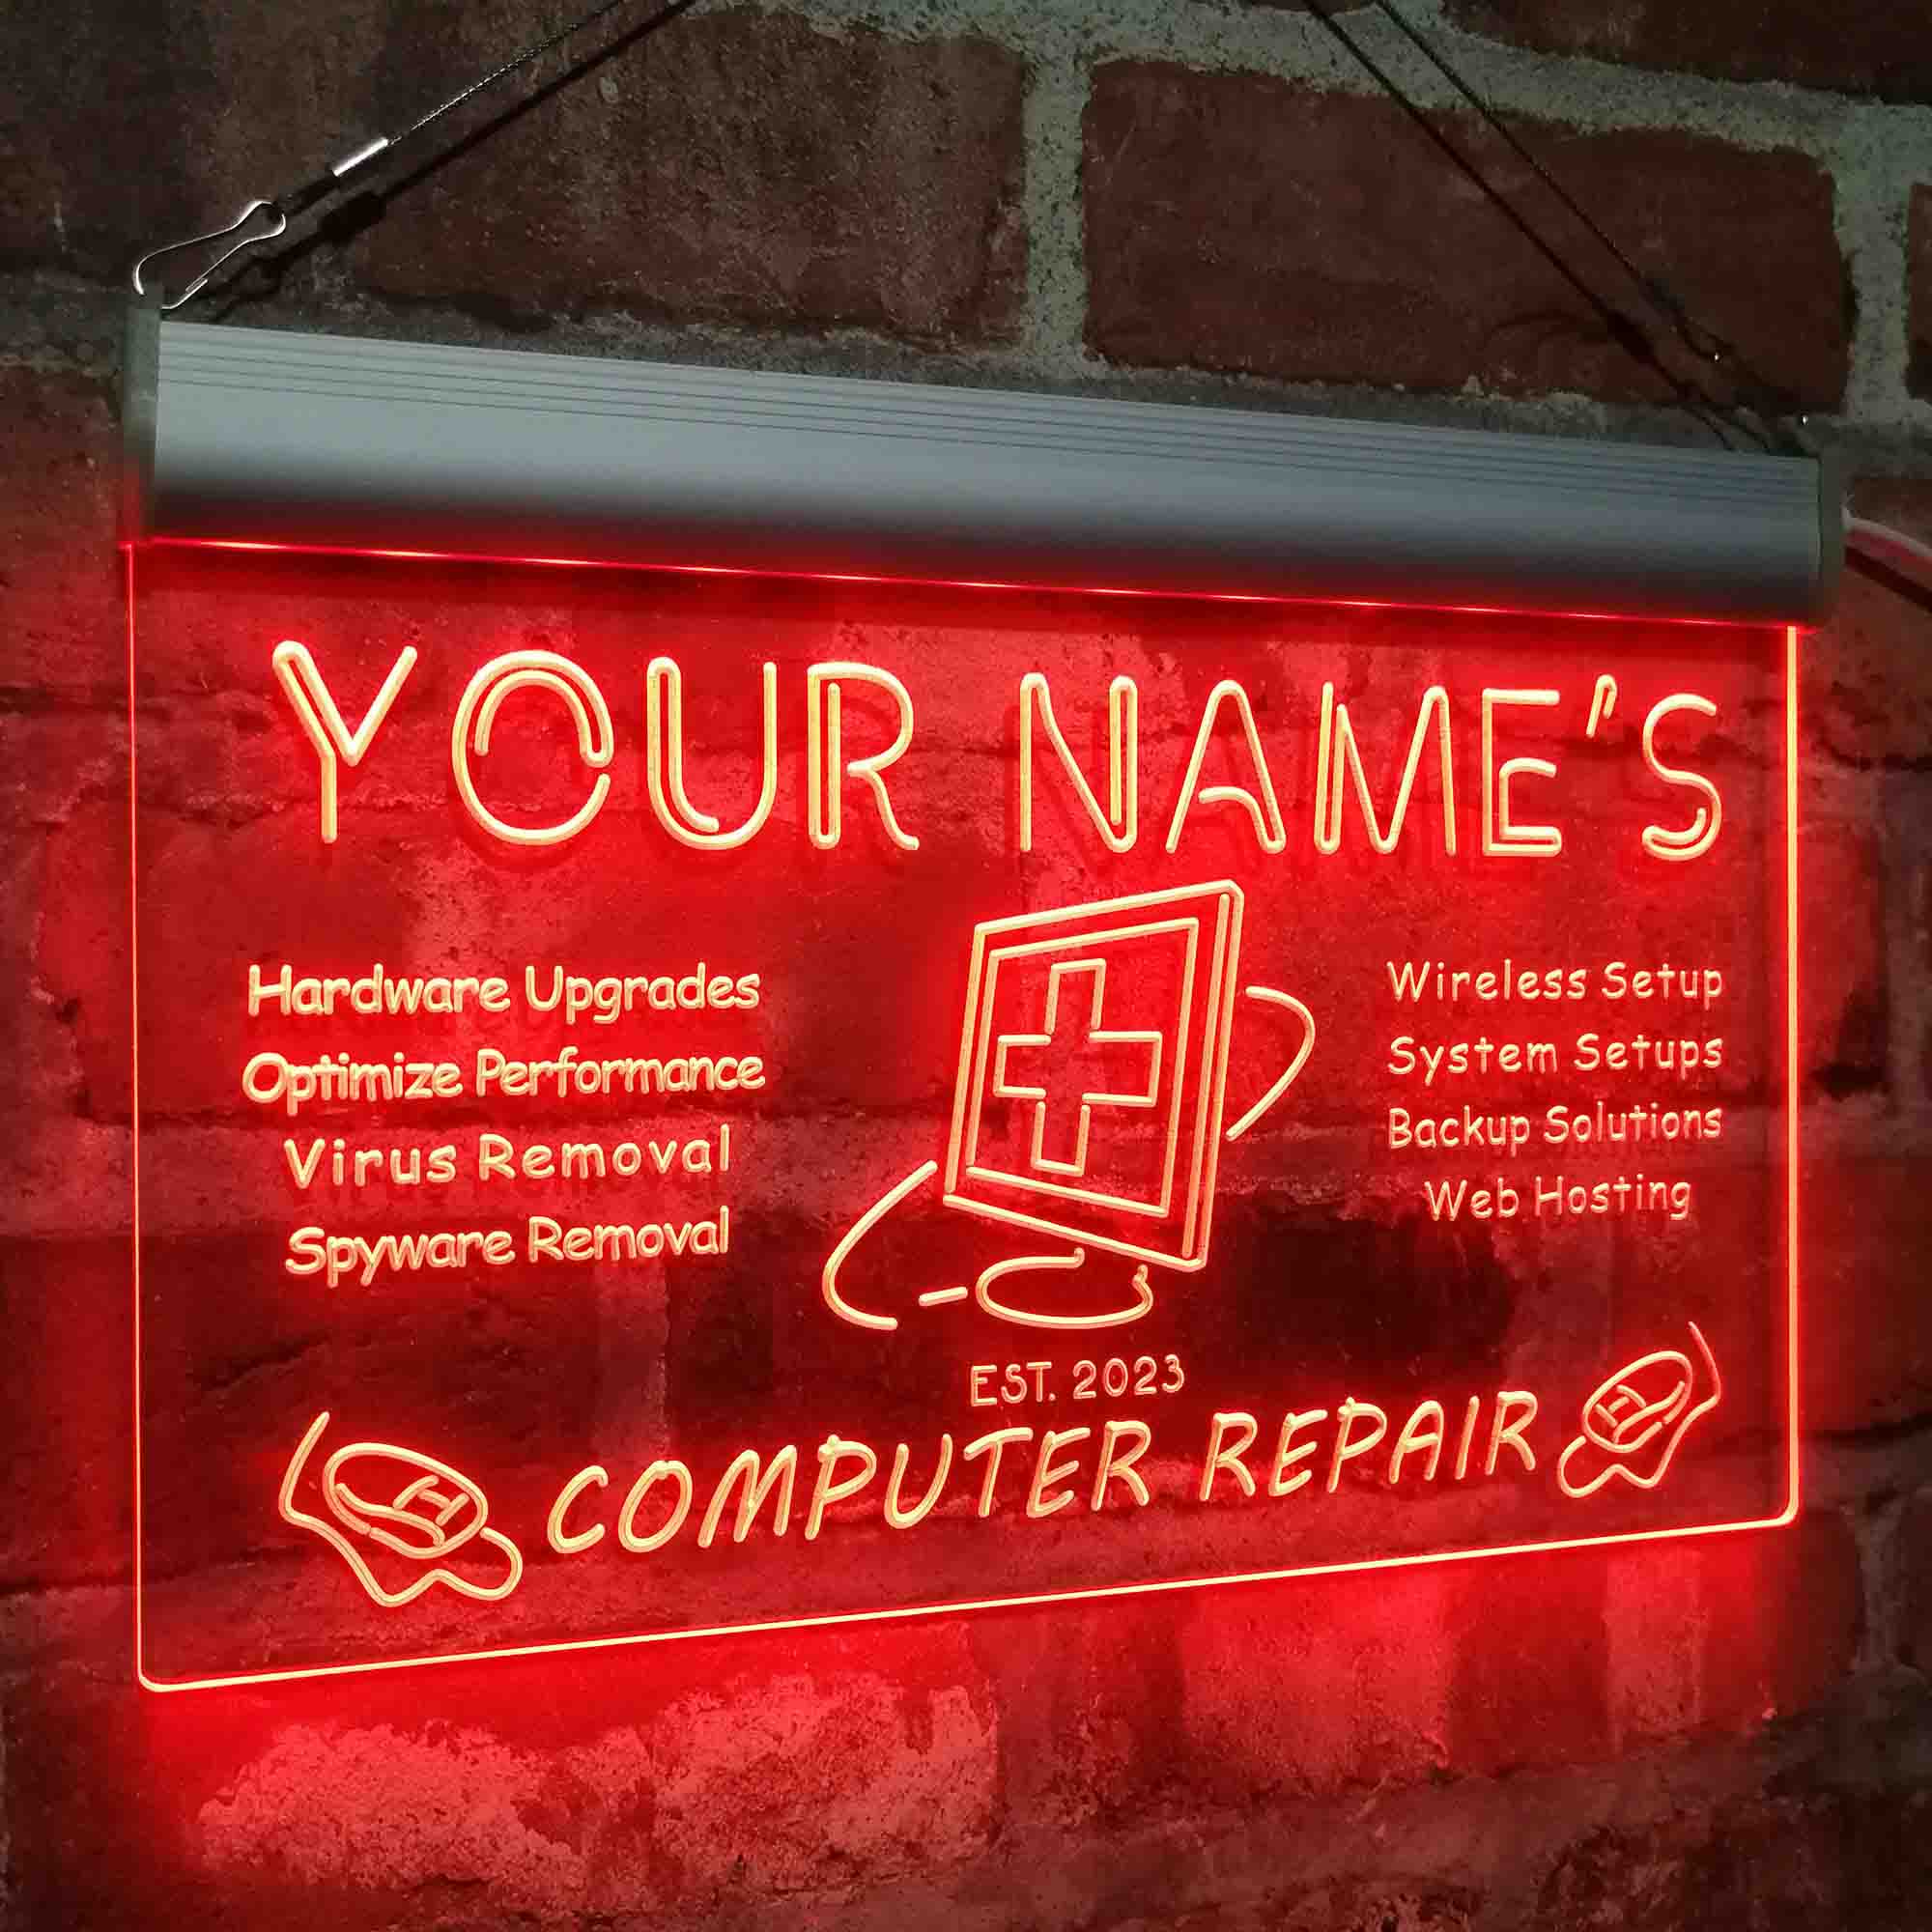 YOUR NAME'S
Hardware Upgrades
Optimize Performance
Virus Removal
Spyware Removal
Wireless Setup
System Setups
Backup Solutions
Web Hosting
EST. 2023
COMPUTER REPAIR